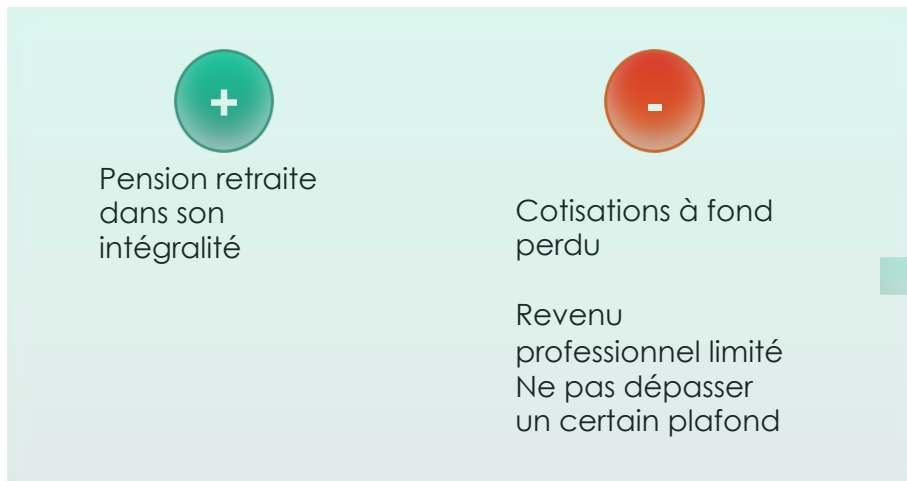 +
Pension retraite
dans son
intégralité
-
Cotisations à fond
perdu
Revenu
professionnel limité
Ne pas dépasser
un certain plafond